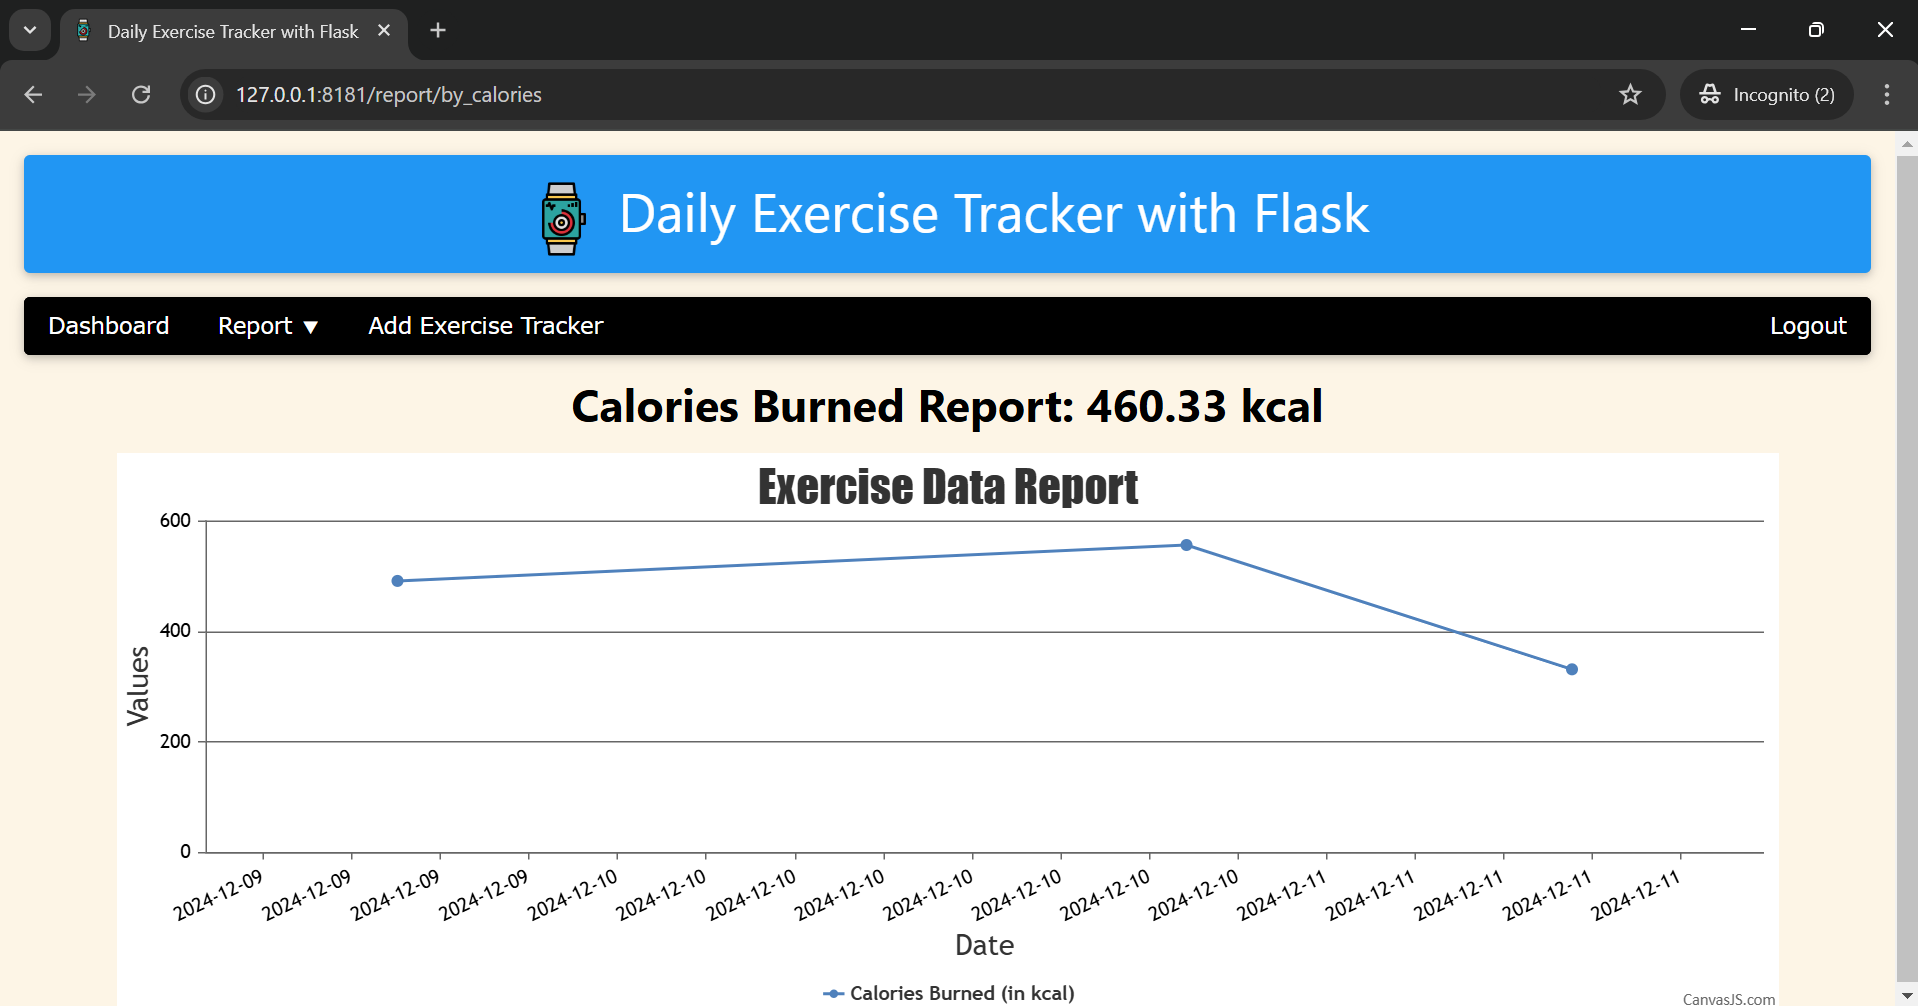 Daily Exercise Tracker with Flask
127.0.0.1:8181/report/by_calories
Incognito (2)
Daily Exercise Tracker with Flask
Dashboard Report ▼ Add Exercise Tracker Logout
Calories Burned Report: 460.33 kcal
Exercise Data Report
600
400
200
0
Values
2024-12-09 2024-12-09 2024-12-09 2024-12-09 2024-12-10 2024-12-10 2024-12-10 2024-12-10 2024-12-10 2024-12-10 2024-12-10 2024-12-10 2024-12-11 2024-12-11 2024-12-11 2024-12-11 2024-12-11
Date
Calories Burned (in kcal)
CanvasJS.com